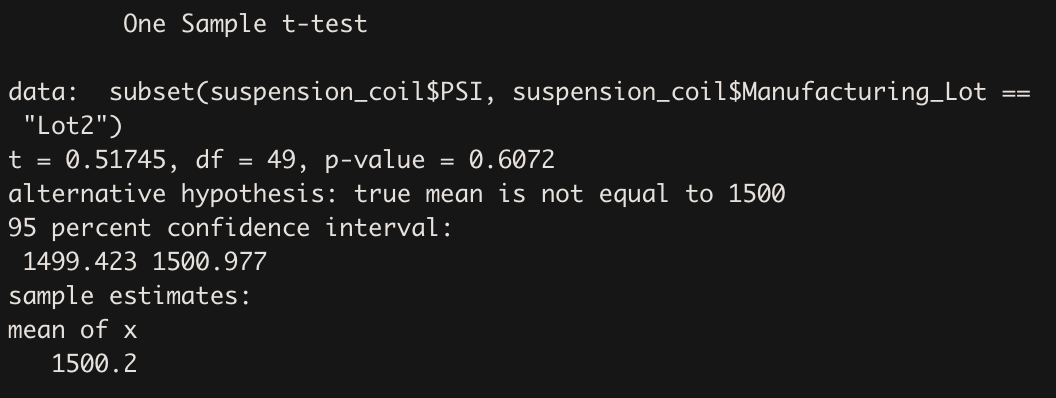 One Sample t-test
data:  subset(suspension_coil$PSI, suspension_coil$Manufacturing_Lot ==
"Lot2")
t = 0.51745, df = 49, p-value = 0.6072
alternative hypothesis: true mean is not equal to 1500
95 percent confidence interval:
1499.423 1500.977
sample estimates:
mean of x
1500.2